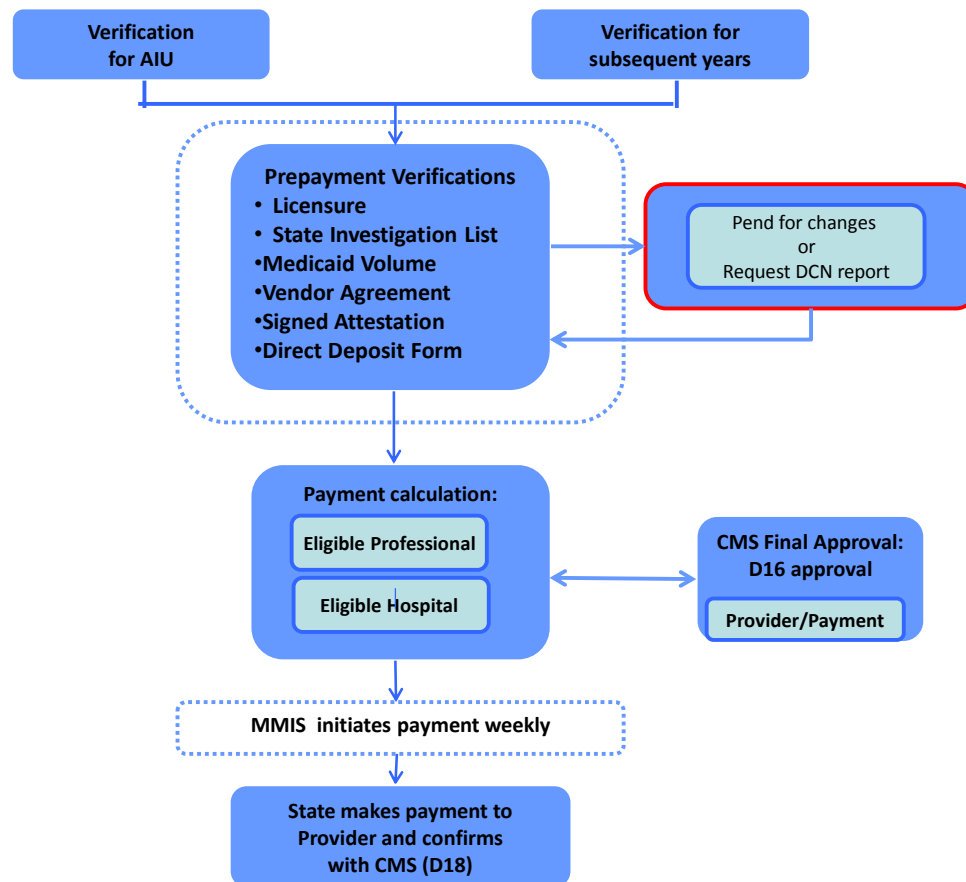 Verification
for AIU
Verification for
subsequent years
Prepayment Verifications
• Licensure
• State Investigation List
•Medicaid Volume
•Vendor Agreement
•Signed Attestation
•Direct Deposit Form
Pend for changes
or
Request DCN report
Payment calculation:
Eligible Professional
Eligible Hospital
CMS Final Approval:
D16 approval
Provider/Payment
MMIS initiates payment weekly
State makes payment to
Provider and confirms
with CMS (D18)